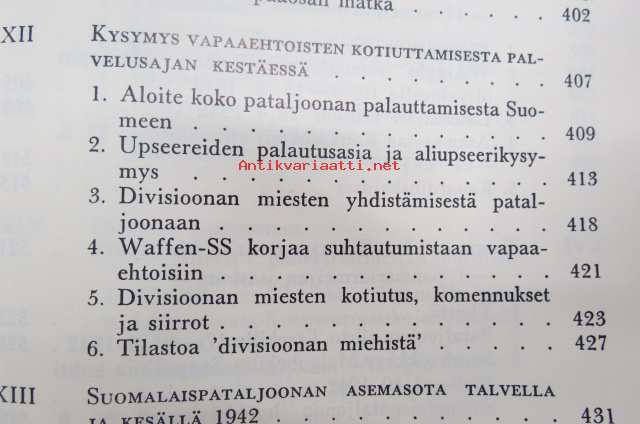 matka . . . . . . 402
XII KYSYMYS VAPAAEHTOISTEN KOTIUTTAMISESTA PAL-
VELUSAJAN KESTÄESSÄ . . . . . . . . 407
1. Aloite koko pataljoonan palauttamisesta Suo-
meen . . . . . . . . . . . . 409
2. Upseereiden palautusasia ja aliupseerikysy-
mys . . . . . . . . . . . . 413
Antikvariaatti.net
3. Divisioonan miesten yhdistämisestä patal-
joonaan . . . . . . . . . . . 418
4. Waffen-SS korjaa suhtautumistaan vapaa-
ehtoisiin . . . . . . . . . . . 421
5. Divisioonan miesten kotiutus, komennukset
ja siirrot . . . . . . . . . . . 423
6. Tilastoa 'divisioonan miehistä' . . . . 427
XIII SUOMALAISPATALJOONAN ASEMASOTA TALVELLA
JA KESÄLLÄ 1942 . . . . . . . . . . 431